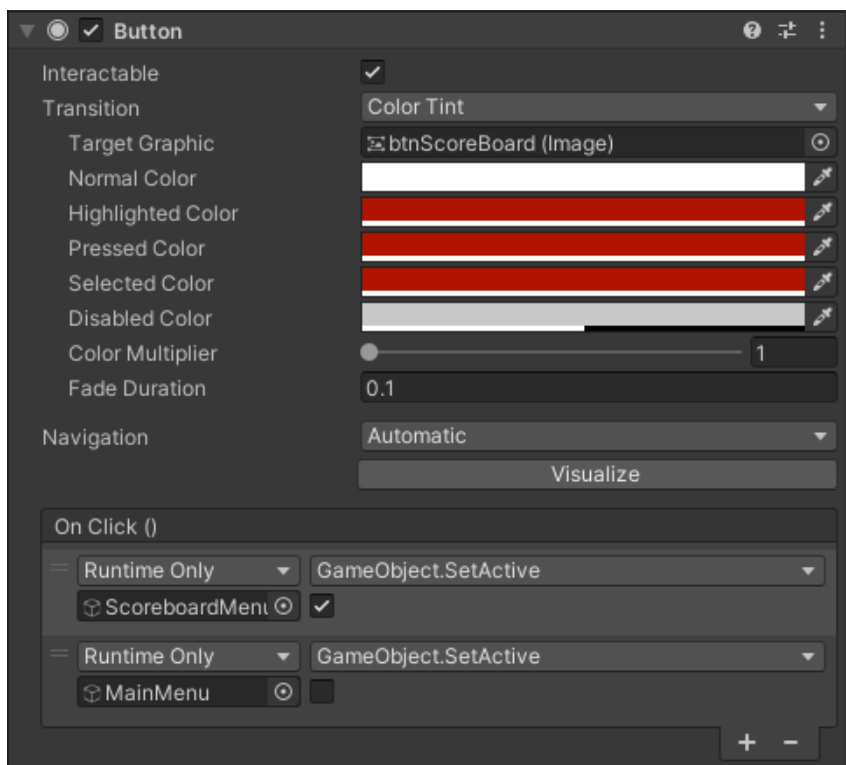 Button
Interactable
Transition Color Tint
Target Graphic btnScoreBoard (Image)
Normal Color
Highlighted Color
Pressed Color
Selected Color
Disabled Color
Color Multiplier 1
Fade Duration 0.1
Navigation Automatic
Visualize
On Click ()
Runtime Only GameObject.SetActive
ScoreboardMenu
Runtime Only GameObject.SetActive
MainMenu